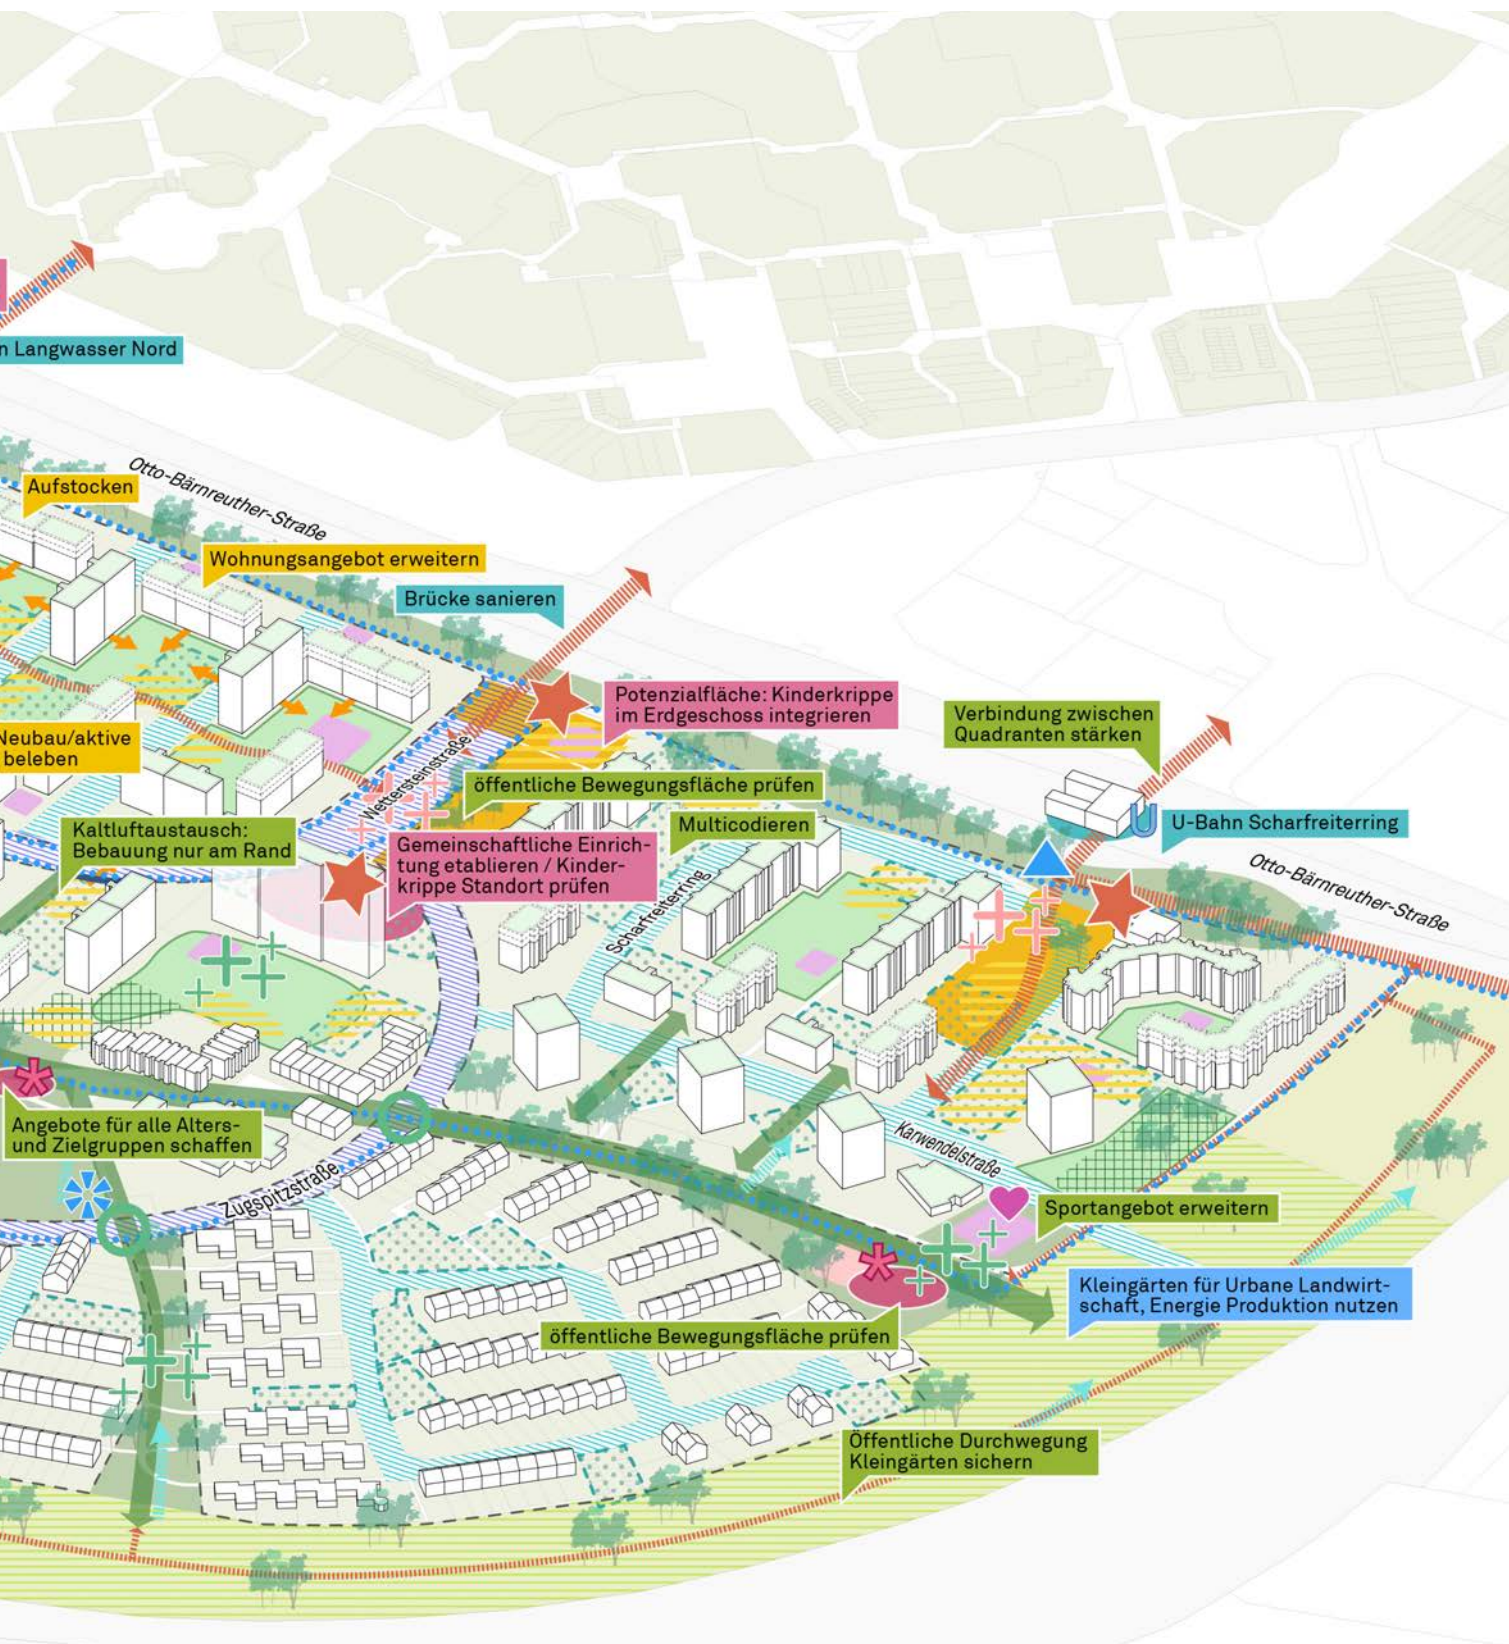 n Langwasser Nord
Otto-Bärnreuther-Straße
Aufstocken
Wohnungsangebot erweitern
Brücke sanieren
Potenzialfläche: Kinderkrippe
im Erdgeschoss integrieren
Verbindung zwischen
Quadranten stärken
Neubau/aktive
beleben
Wettersteinstraße
öffentliche Bewegungsfläche prüfen
Kaltluftaustausch:
Bebauung nur am Rand
Multicodieren
U
U-Bahn Scharfreiterring
Gemeinschaftliche Einrich-
tung etablieren / Kinder-
krippe Standort prüfen
Otto-Bärnreuther-Straße
Scharfreiterring
Angebote für alle Alters-
und Zielgruppen schaffen
Karwendelstraße
Zugspitzstraße
Sportangebot erweitern
Kleingärten für Urbane Landwirt-
schaft, Energie Produktion nutzen
öffentliche Bewegungsfläche prüfen
Öffentliche Durchwegung
Kleingärten sichern